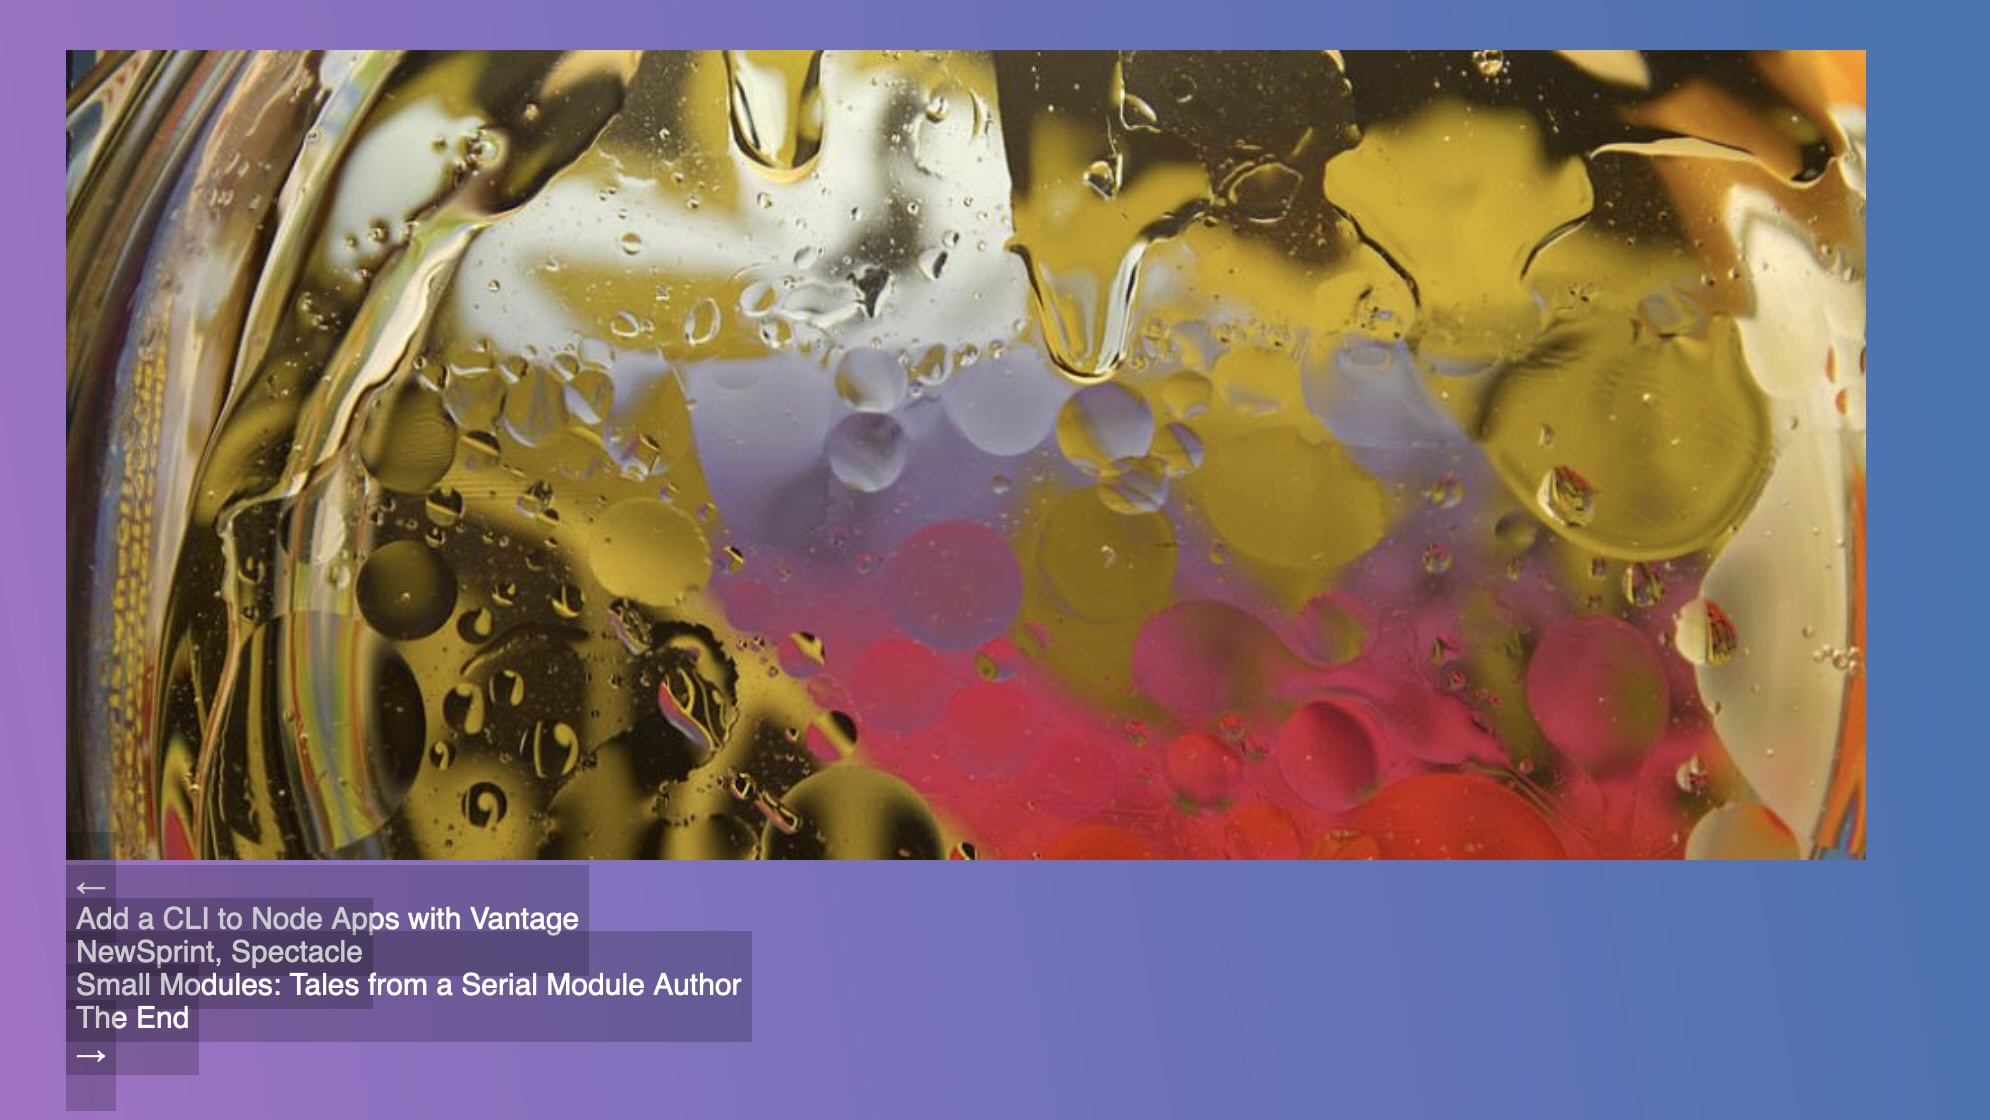 ←
Add a CLI to Node Apps with Vantage
NewSprint, Spectacle
Small Modules: Tales from a Serial Module Author
The End
→